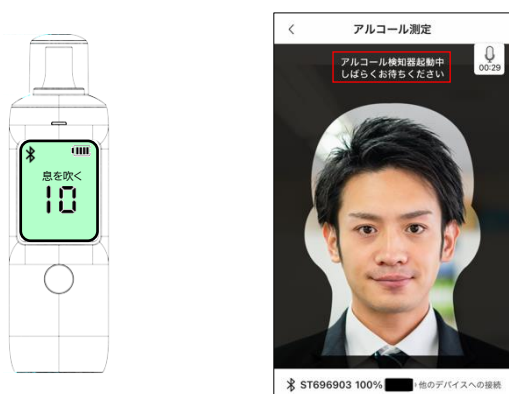 息を吹く
10
アルコール測定
アルコール検知器起動中
しばらくお待ちください
00:29
ST696903 100% 他のデバイスへの接続